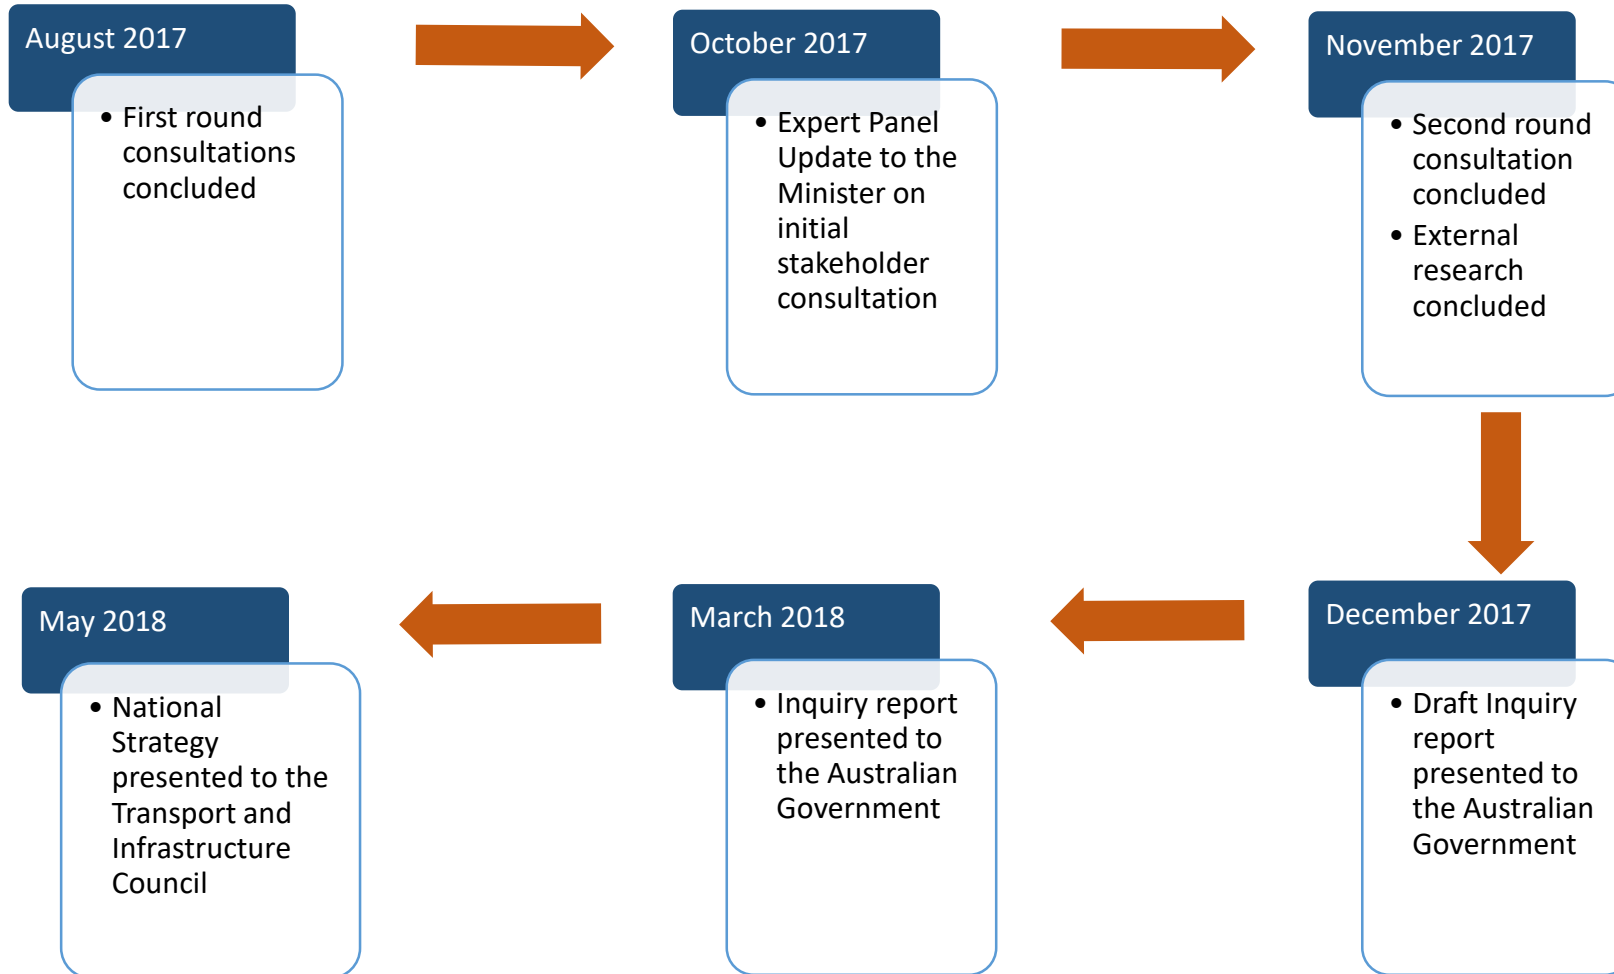 August 2017
• First round
consultations
concluded
October 2017
• Expert Panel
Update to the
Minister on
initial
stakeholder
consultation
November 2017
• Second round
consultation
concluded
• External
research
concluded
December 2017
• Draft Inquiry
report
presented to
the Australian
Government
March 2018
• Inquiry report
presented to
the Australian
Government
May 2018
• National
Strategy
presented to the
Transport and
Infrastructure
Council